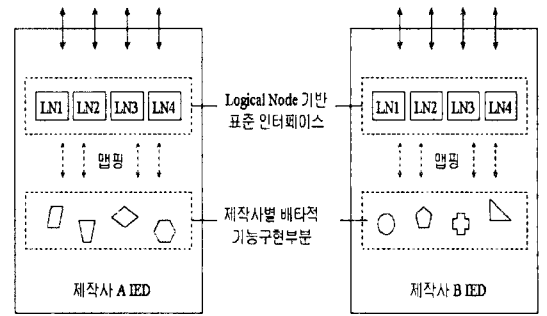 LN1 LN2 LN3 LN4
Logical Node 기반
표준 인터페이스
LN1 LN2 LN3 LN4
맵핑
맵핑
제작사별 배타적
기능구현부분
제작사 A IED
제작사 B IED